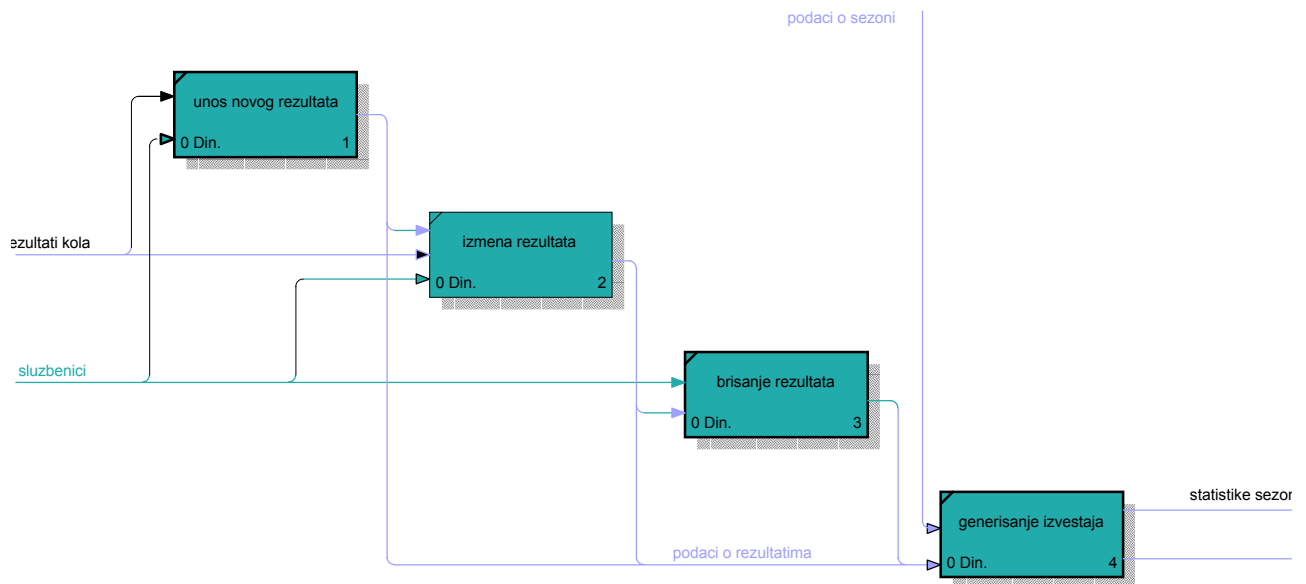 podaci o sezoni
unos novog rezultata
0 Din. 1
ezultati kola
izmena rezultata
0 Din. 2
sluzbenici
brisanje rezultata
0 Din. 3
statistike sezon
generisanje izvestaja
podaci o rezultatima
0 Din. 4